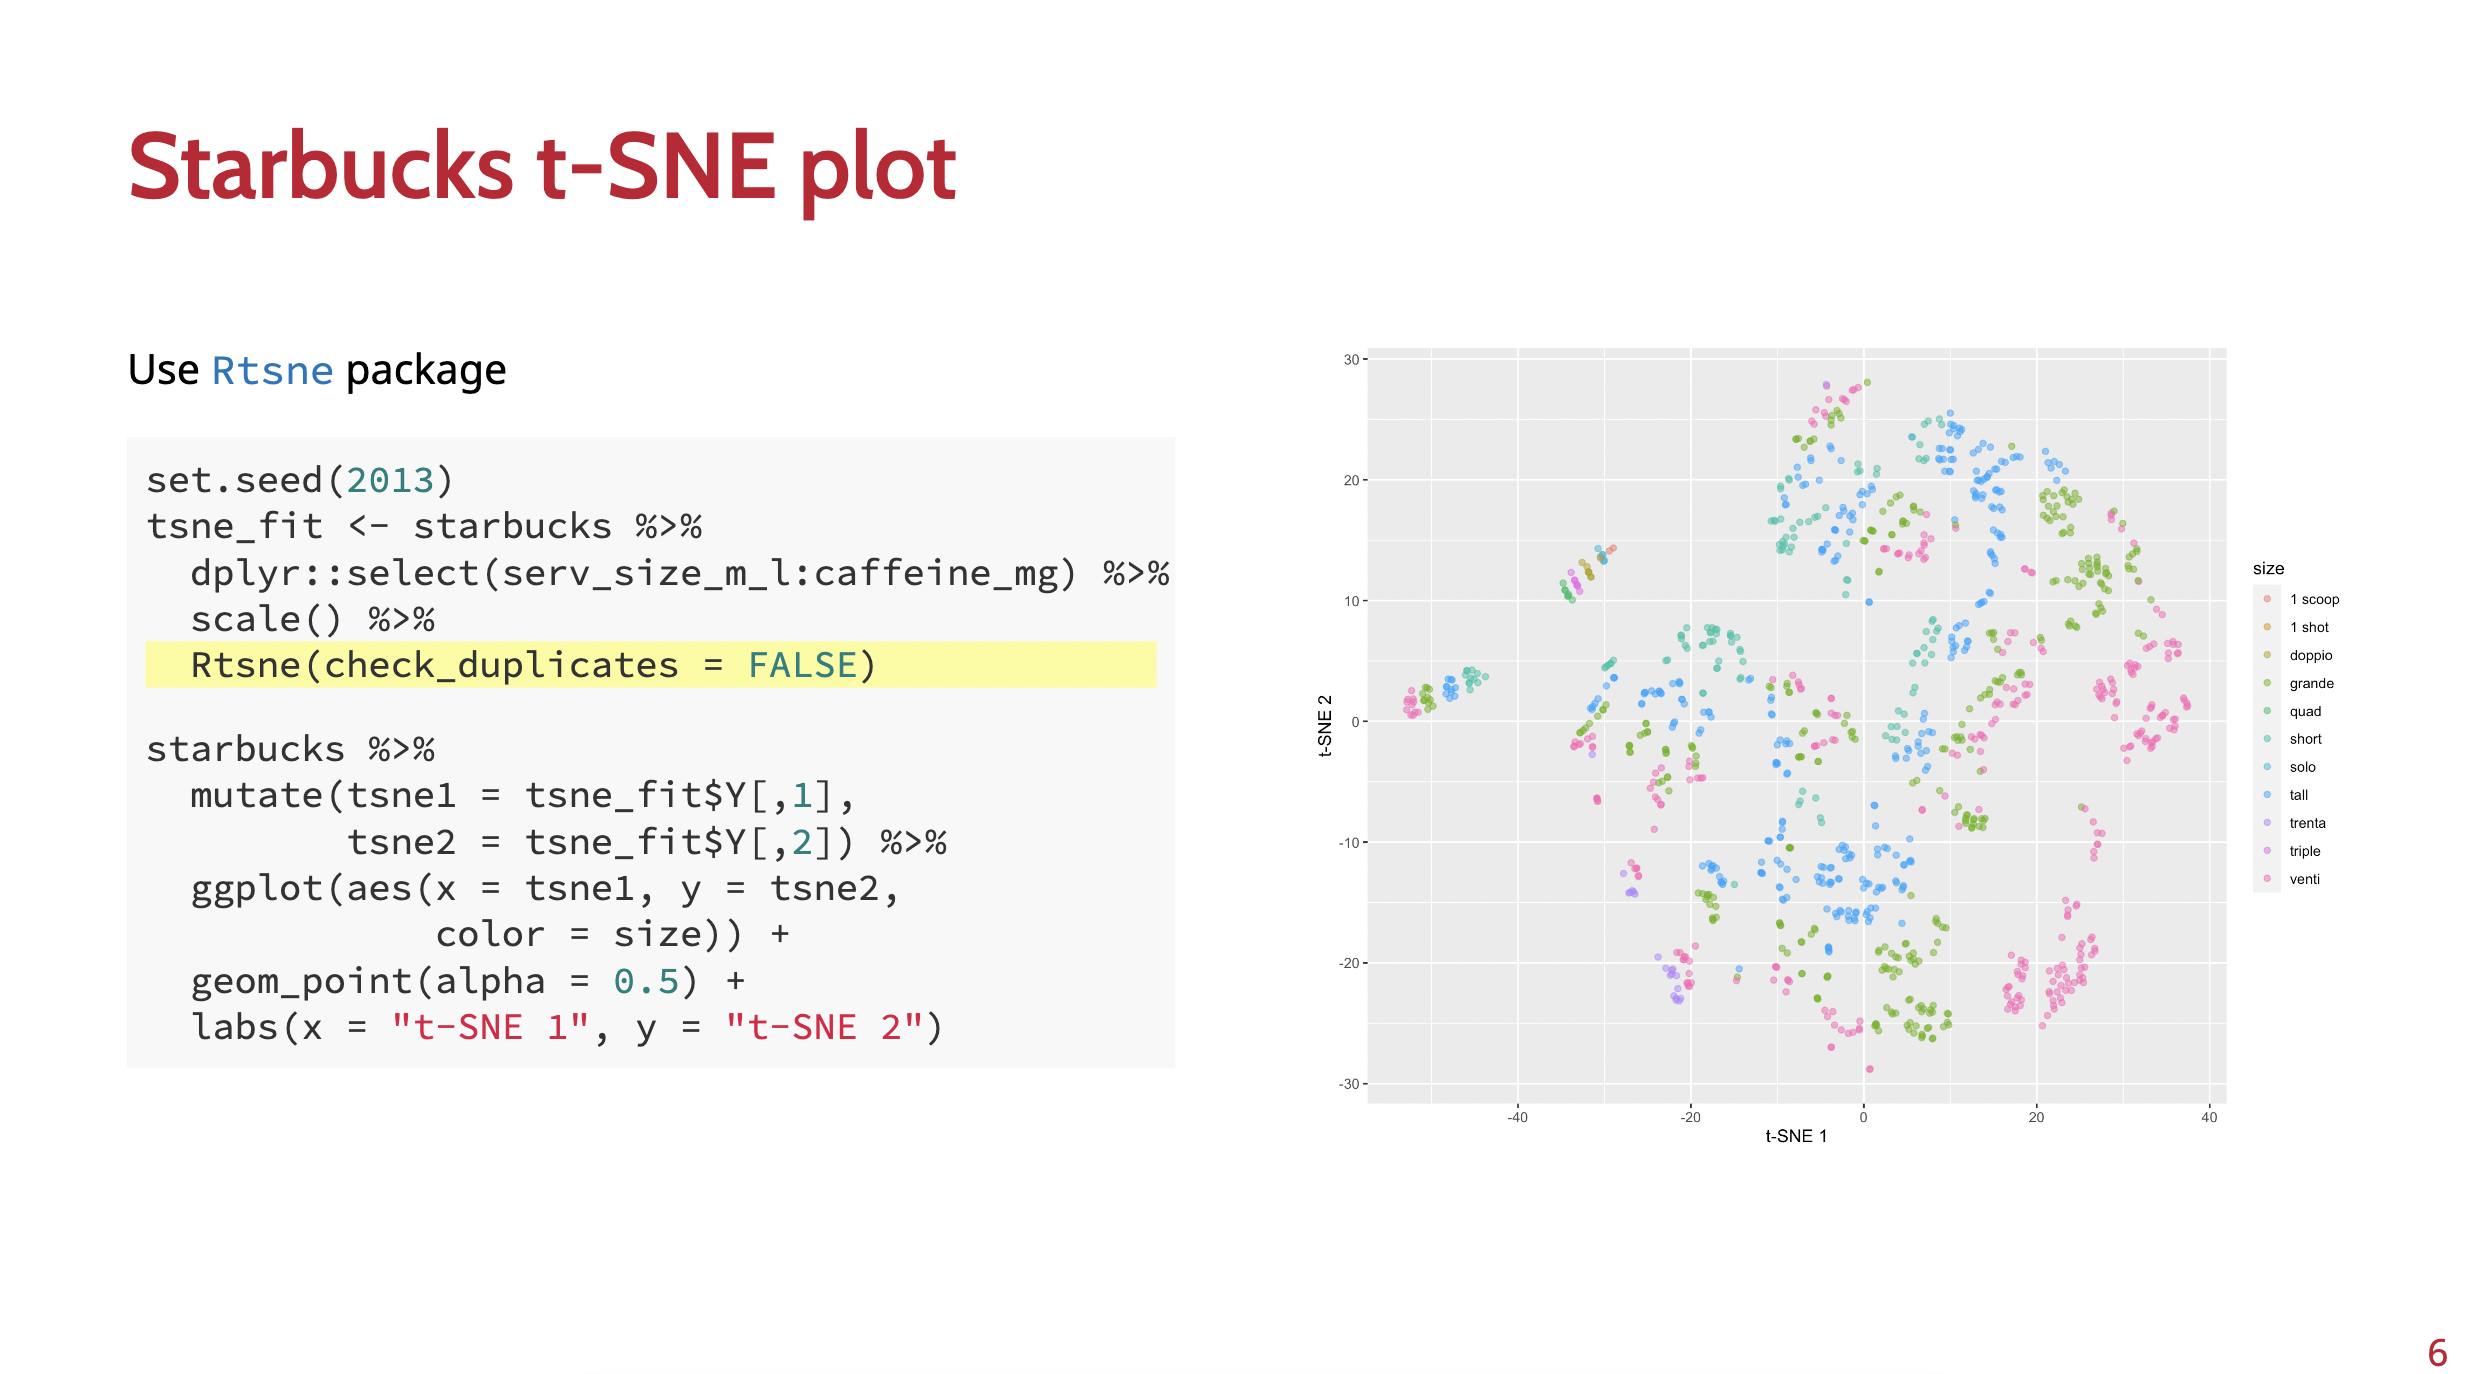 Starbucks t-SNE plot
Use Rtsne package
set.seed(2013)
tsne_fit <- starbucks %>%
  dplyr::select(serv_size_m_l:caffeine_mg) %>%
  scale() %>%
  Rtsne(check_duplicates = FALSE)
starbucks %>%
  mutate(tsne1 = tsne_fit$Y[,1],
         tsne2 = tsne_fit$Y[,2]) %>%
  ggplot(aes(x = tsne1, y = tsne2,
             color = size)) +
  geom_point(alpha = 0.5) +
  labs(x = "t-SNE 1", y = "t-SNE 2")
t-SNE 2
30
20
10
0
-10
-20
-30
-40 -20 0 20 40
t-SNE 1
size
1 scoop
1 shot
doppio
grande
quad
short
solo
tall
trenta
triple
venti
6